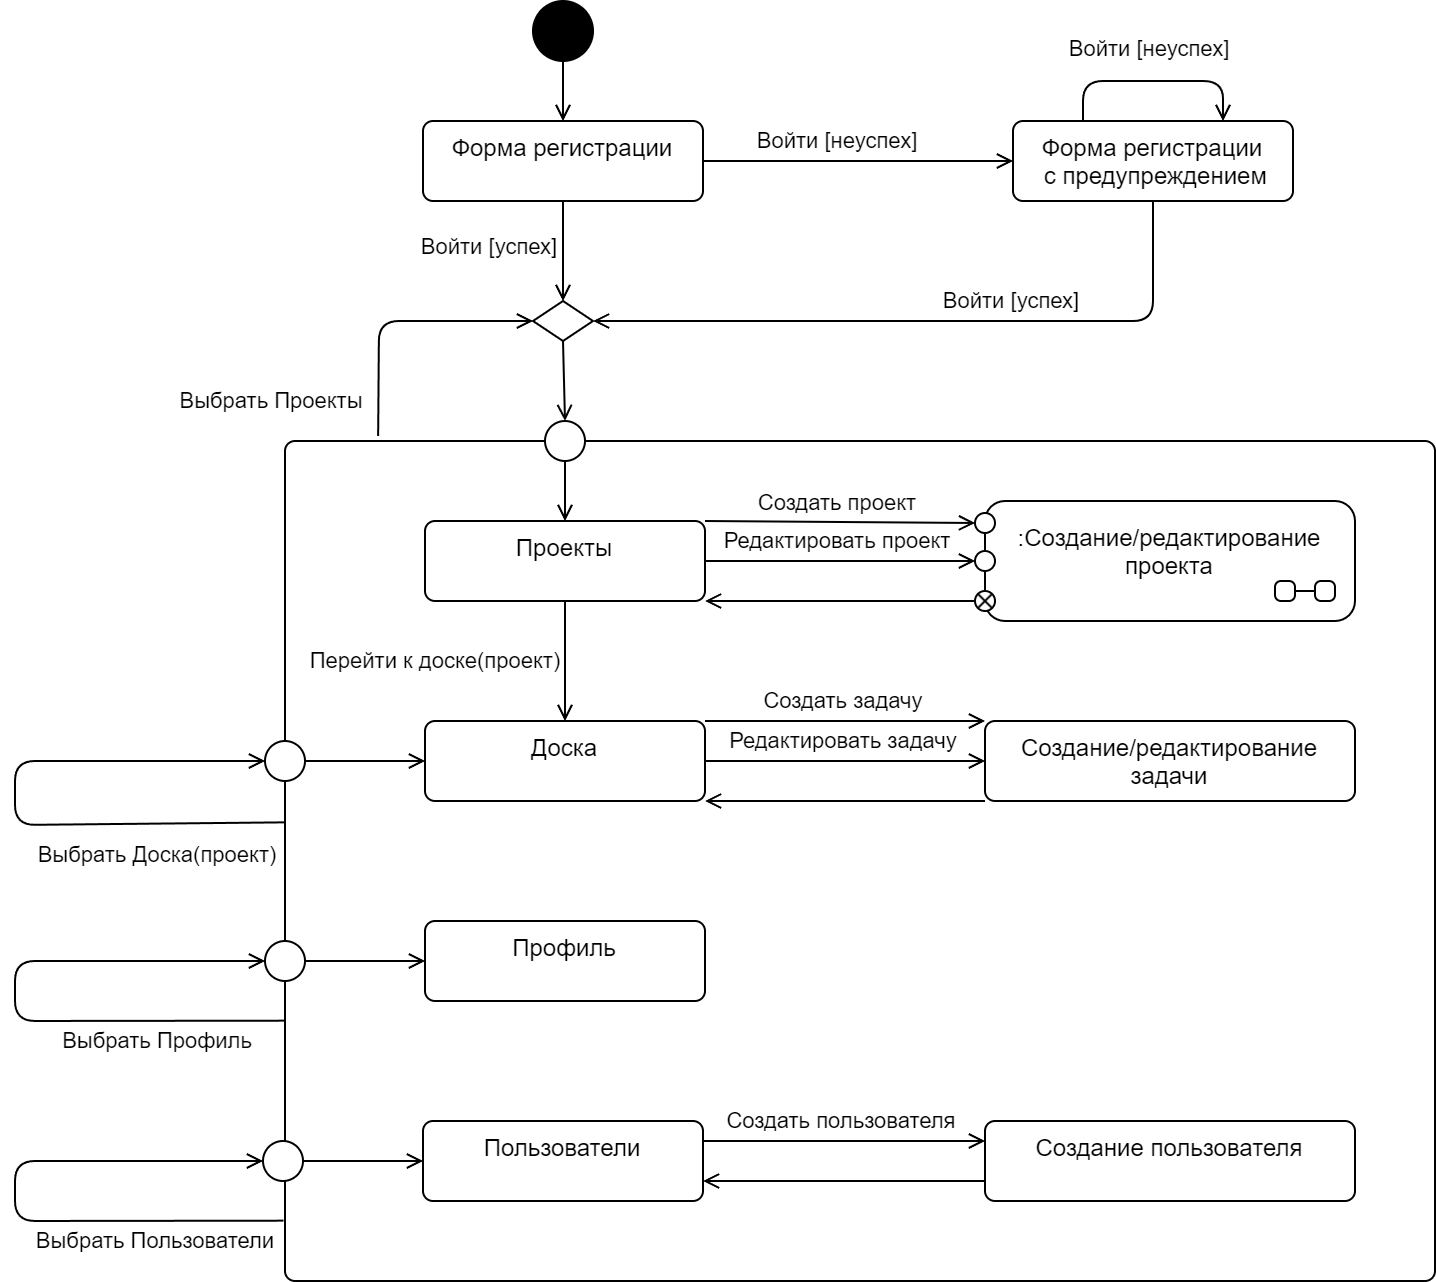 Войти [неуспех]
Форма регистрации
Войти [неуспех]
Форма регистрации
с предупреждением
Войти [успех]
Войти [успех]
Выбрать Проекты
Создать проект
Проекты
Редактировать проект
:Создание/редактирование
проекта
Перейти к доске(проект)
Создать задачу
Доска
Редактировать задачу
Создание/редактирование
задачи
Выбрать Доска(проект)
Профиль
Выбрать Профиль
Создать пользователя
Пользователи
Создание пользователя
Выбрать Пользователи